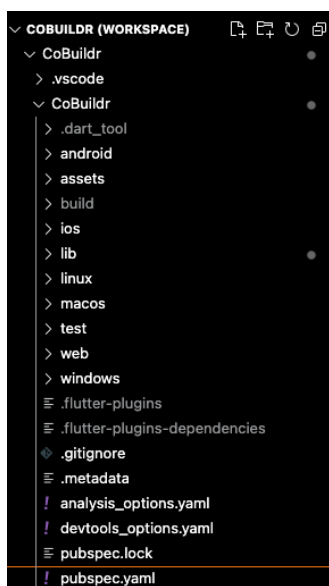 COBUILDR (WORKSPACE)
CoBuildr
.vscode
CoBuildr
.dart_tool
android
assets
build
ios
lib
linux
macos
test
web
windows
.flutter-plugins
.flutter-plugins-dependencies
.gitignore
.metadata
analysis_options.yaml
devtools_options.yaml
pubspec.lock
pubspec.yaml